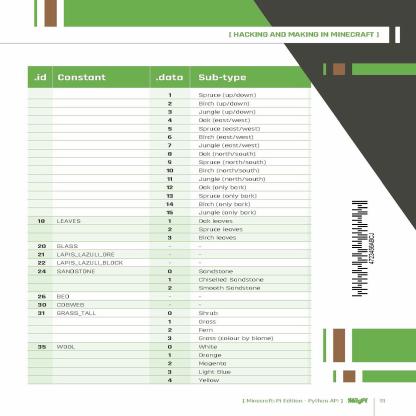 [ HACKING AND MAKING IN MINECRAFT ]
.id Constant .data Sub-type
1 Spruce (up/down)
2 Birch (up/down)
3 Jungle (up/down)
4 Oak (east/west)
5 Spruce (east/west)
6 Birch (east/west)
7 Jungle (east/west)
8 Oak (north/south)
9 Spruce (north/south)
10 Birch (north/south)
11 Jungle (north/south)
12 Oak (only bark)
13 Spruce (only bark)
14 Birch (only bark)
15 Jungle (only bark)
18 LEAVES 1 Oak leaves
2 Spruce leaves
3 Birch leaves
20 GLASS - -
21 LAPIS_LAZULI_ORE - -
22 LAPIS_LAZULI_BLOCK - -
24 SANDSTONE 0 Sandstone
1 Chiselled Sandstone
2 Smooth Sandstone
26 BED - -
30 COBWEB - -
31 GRASS_TALL 0 Shrub
1 Grass
2 Fern
3 Grass (colour by biome)
35 WOOL 0 White
1 Orange
2 Magenta
3 Light Blue
4 Yellow
[ Minecraft Pi Edition - Python API ]